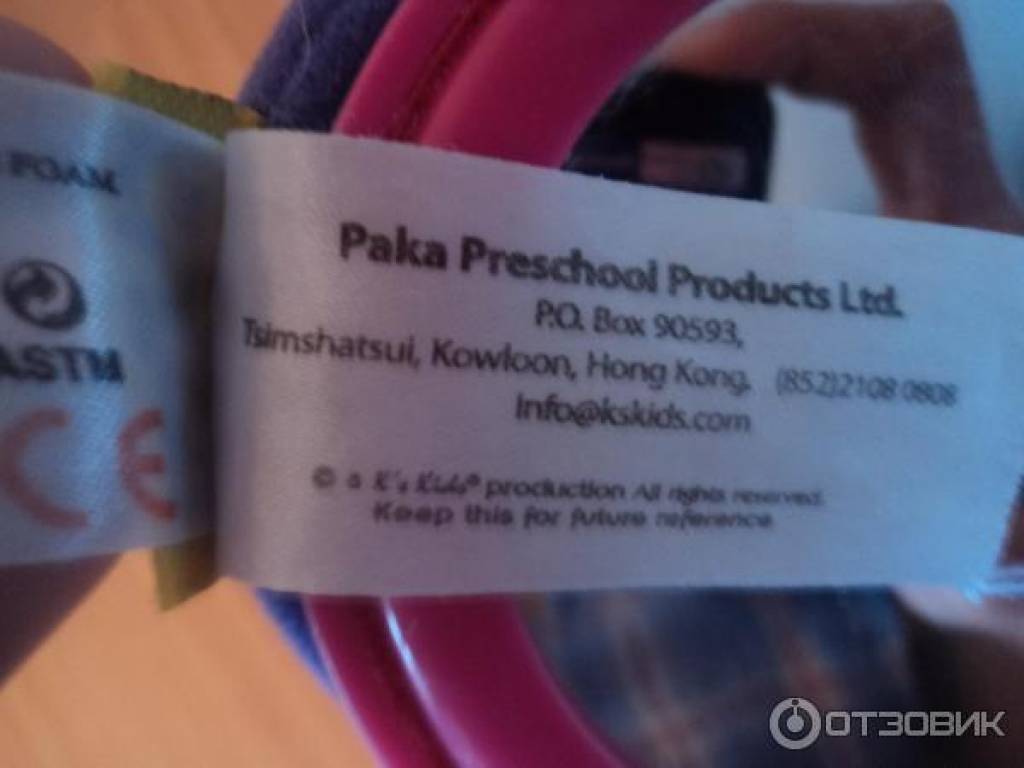 FOAM
ASTM
CE
Paka Preschool Products Ltd.
P.O. Box 90593,
Tsimshatsui, Kowloon, Hong Kong. (852)2108 0808
Info@kskids.com
© a K's Kids® production All rights reserved.
Keep this for future reference
ОТЗОВИК